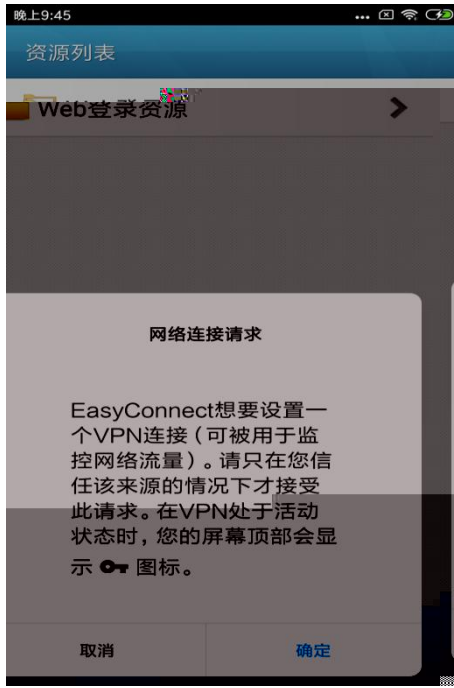 晚上9:45
资源列表
Web登录资源
网络连接请求
EasyConnect想要设置一
个VPN连接（可被用于监
控网络流量）。请只在您信
任该来源的情况下才接受
此请求。在VPN处于活动
状态时，您的屏幕顶部会显
示 图标。
取消 确定